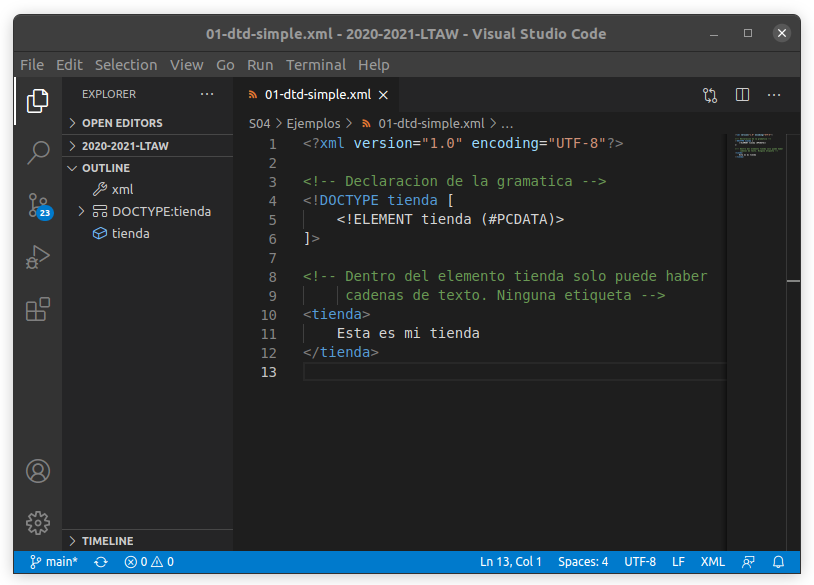 01-dtd-simple.xml - 2020-2021-LTAW - Visual Studio Code
File Edit Selection View Go Run Terminal Help
EXPLORER ···
OPEN EDITORS
2020-2021-LTAW
OUTLINE
xml
DOCTYPE:tienda
tienda
TIMELINE
23
01-dtd-simple.xml
S04 > Ejemplos > 01-dtd-simple.xml > ...
1 <?xml version="1.0" encoding="UTF-8"?>
2
3 <!-- Declaracion de la gramatica -->
4 <!DOCTYPE tienda [
5 <!ELEMENT tienda (#PCDATA)>
6 ]>
7
8 <!-- Dentro del elemento tienda solo puede haber
9 cadenas de texto. Ninguna etiqueta -->
10 <tienda>
11 Esta es mi tienda
12 </tienda>
13
main* 0 0 Ln 13, Col 1 Spaces: 4 UTF-8 LF XML